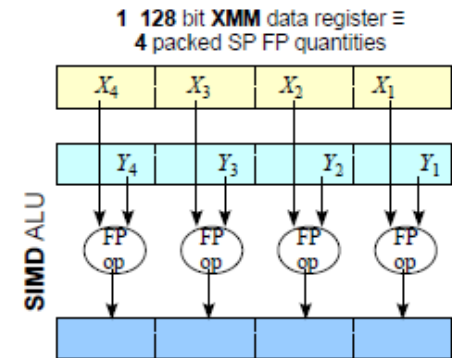 1 128 bit XMM data register ≡
4 packed SP FP quantities
X4 X3 X2 X1
Y4 Y3 Y2 Y1
SIMD ALU
FP op FP op FP op FP op